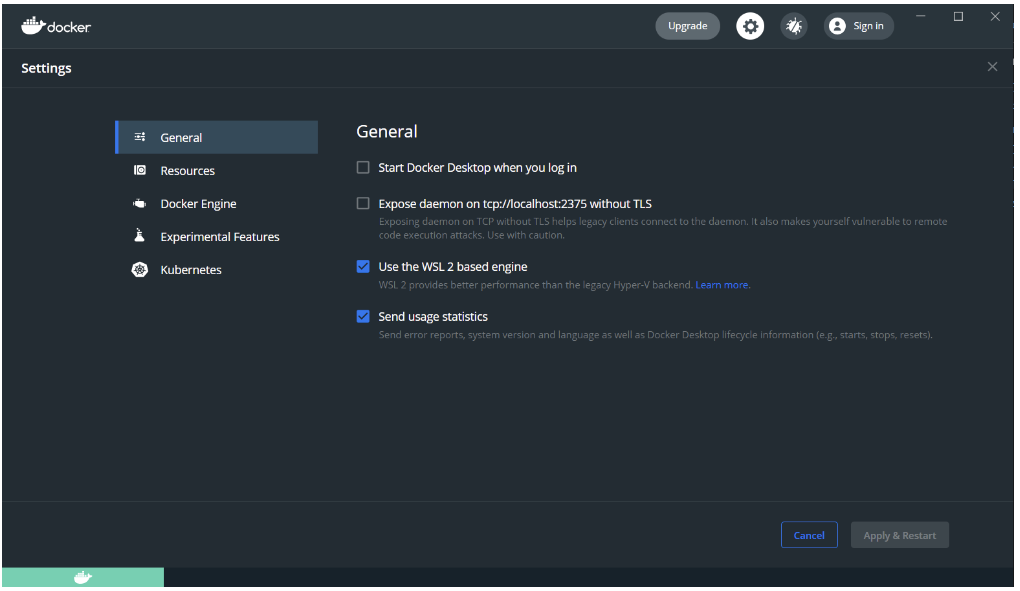 docker
Upgrade
Sign in
Settings
General
Resources
Docker Engine
Experimental Features
Kubernetes
General
Start Docker Desktop when you log in
Expose daemon on tcp://localhost:2375 without TLS
Exposing daemon on TCP without TLS helps legacy clients connect to the daemon. It also makes yourself vulnerable to remote
code execution attacks. Use with caution.
Use the WSL 2 based engine
WSL 2 provides better performance than the legacy Hyper-V backend. Learn more.
Send usage statistics
Send error reports, system version and language as well as Docker Desktop lifecycle information (e.g., starts, stops, resets).
Cancel
Apply & Restart